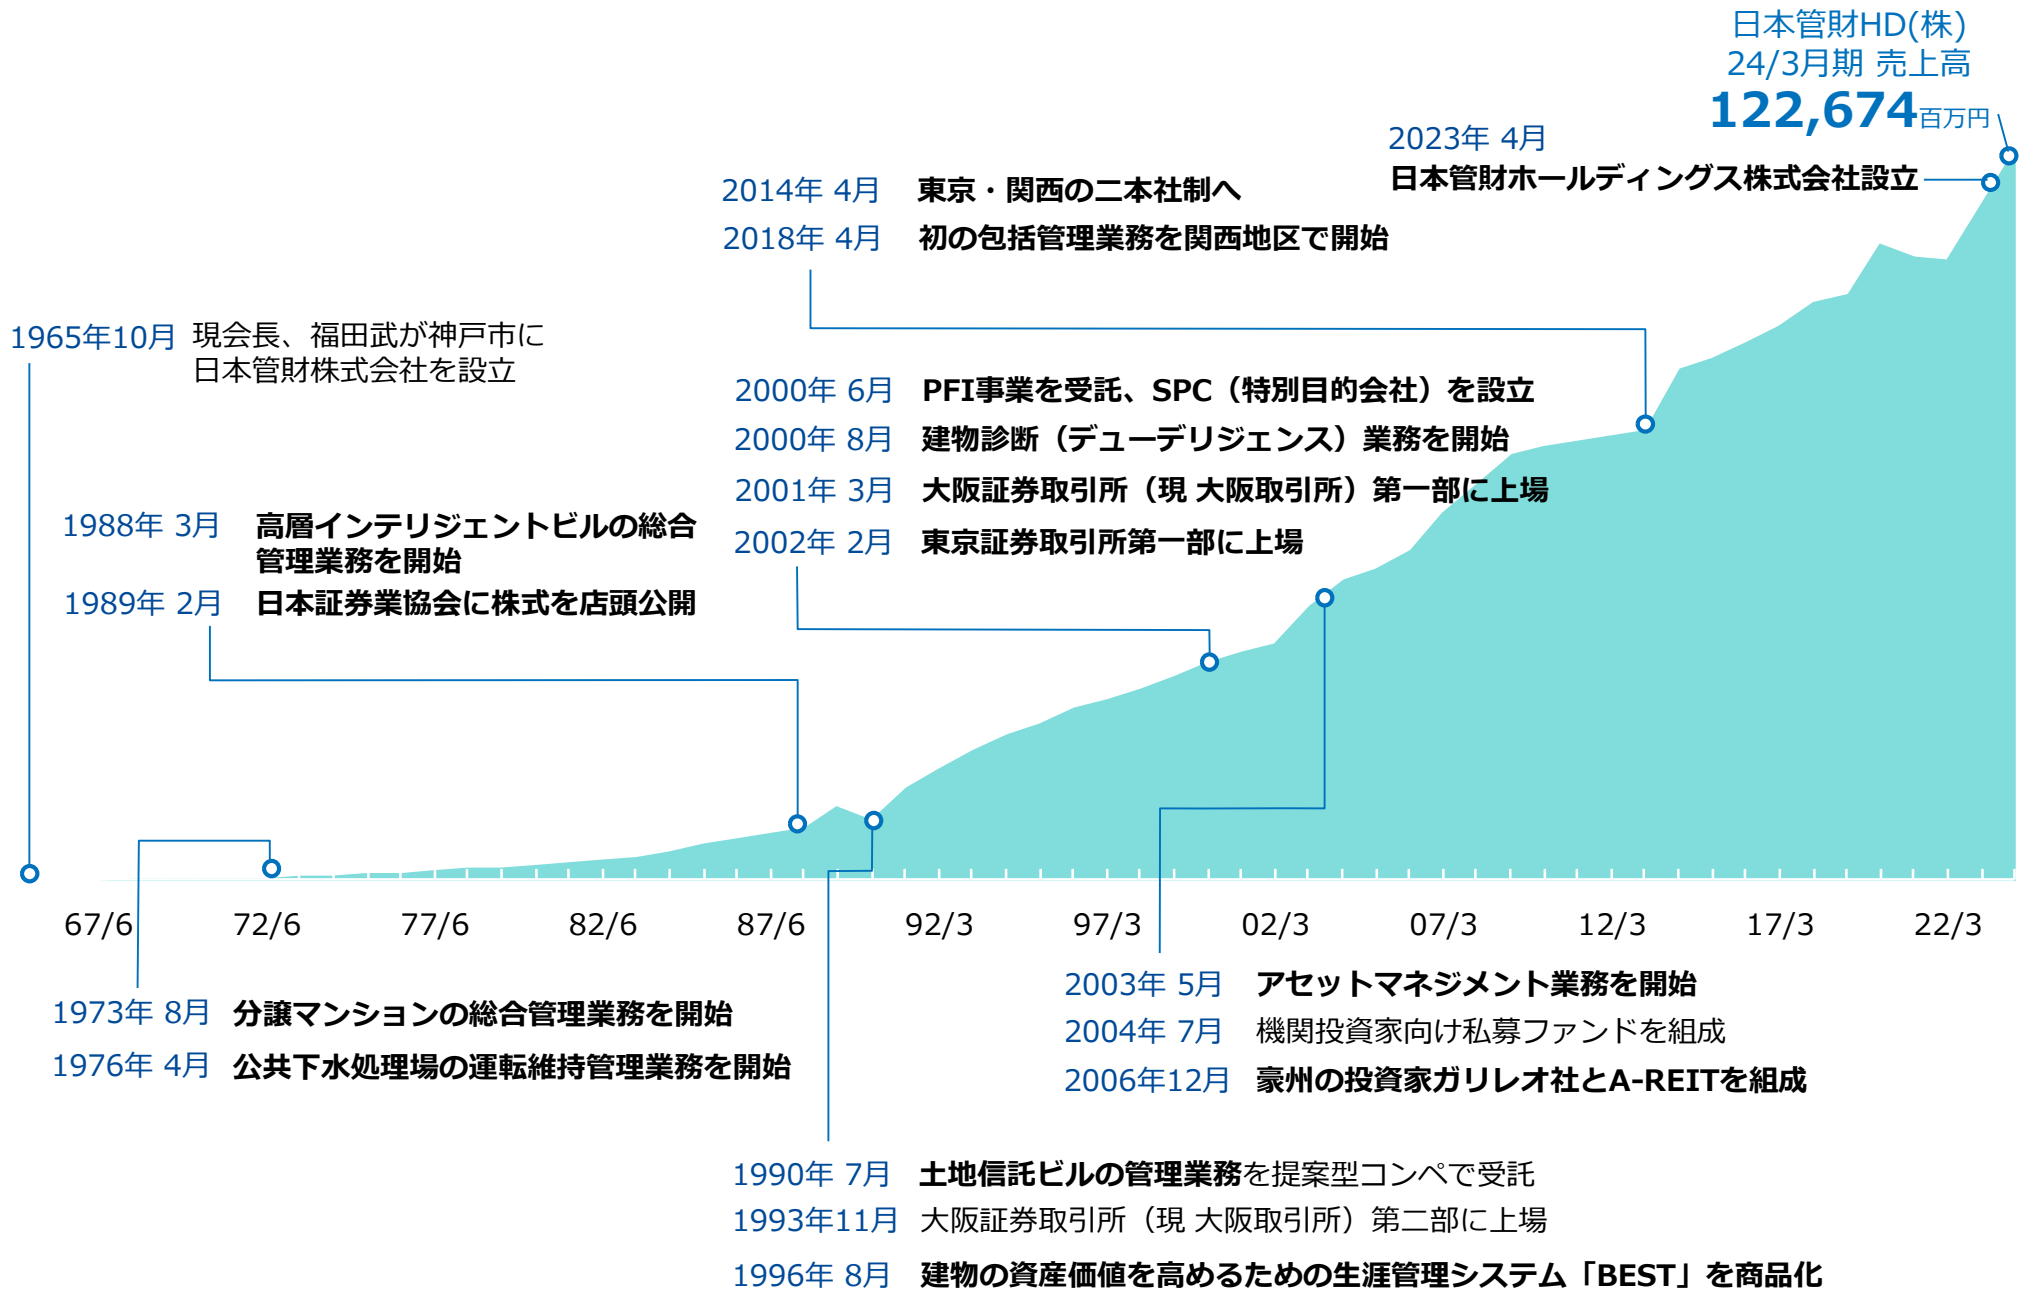 日本管財HD(株)
24/3月期 売上高
122,674百万円
2023年 4月
日本管財ホールディングス株式会社設立
2014年 4月 東京・関西の二本社制へ
2018年 4月 初の包括管理業務を関西地区で開始
1965年10月 現会長、福田武が神戸市に
日本管財株式会社を設立
2000年 6月 PFI事業を受託、SPC（特別目的会社）を設立
2000年 8月 建物診断（デューデリジェンス）業務を開始
2001年 3月 大阪証券取引所（現 大阪取引所）第一部に上場
2002年 2月 東京証券取引所第一部に上場
1988年 3月 高層インテリジェントビルの総合
管理業務を開始
1989年 2月 日本証券業協会に株式を店頭公開
67/6 72/6 77/6 82/6 87/6 92/3 97/3 02/3 07/3 12/3 17/3 22/3
1973年 8月 分譲マンションの総合管理業務を開始
1976年 4月 公共下水処理場の運転維持管理業務を開始
2003年 5月 アセットマネジメント業務を開始
2004年 7月 機関投資家向け私募ファンドを組成
2006年12月 豪州の投資家ガリレオ社とA-REITを組成
1990年 7月 土地信託ビルの管理業務を提案型コンペで受託
1993年11月 大阪証券取引所（現 大阪取引所）第二部に上場
1996年 8月 建物の資産価値を高めるための生涯管理システム「BEST」を商品化